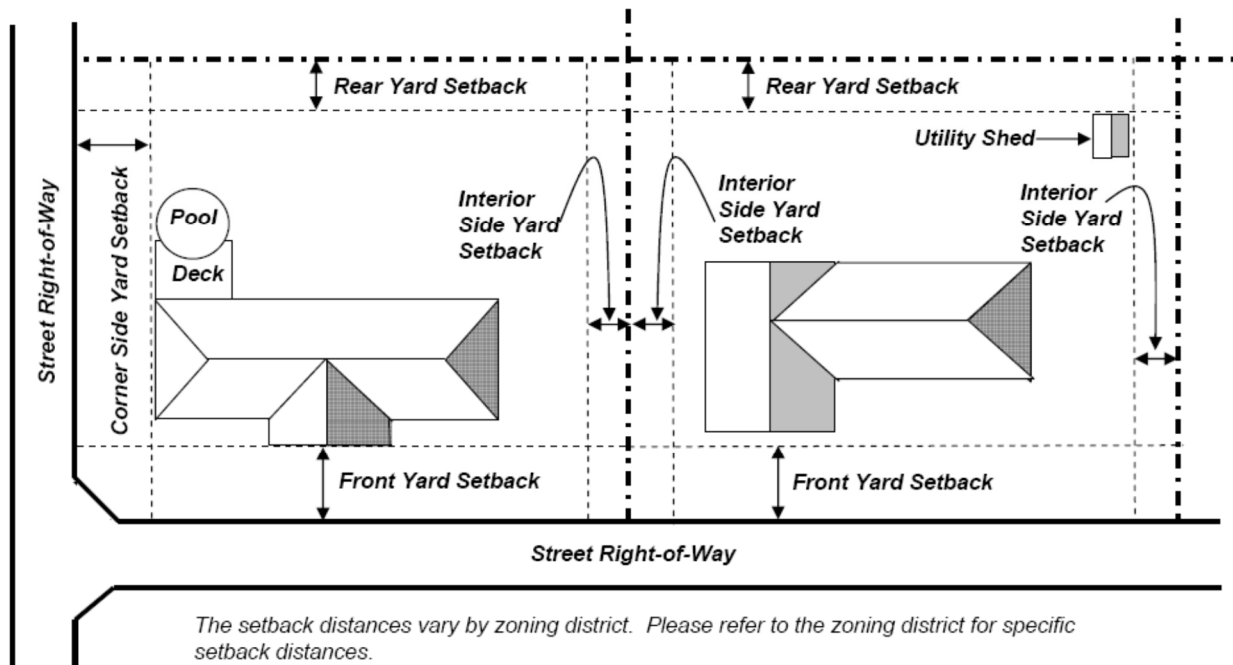 Rear Yard Setback
Rear Yard Setback
Utility Shed
Street Right-of-Way
Corner Side Yard Setback
Pool
Deck
Interior
Side Yard
Setback
Interior
Side Yard
Setback
Interior
Side Yard
Setback
Front Yard Setback
Front Yard Setback
Street Right-of-Way
The setback distances vary by zoning district. Please refer to the zoning district for specific
setback distances.